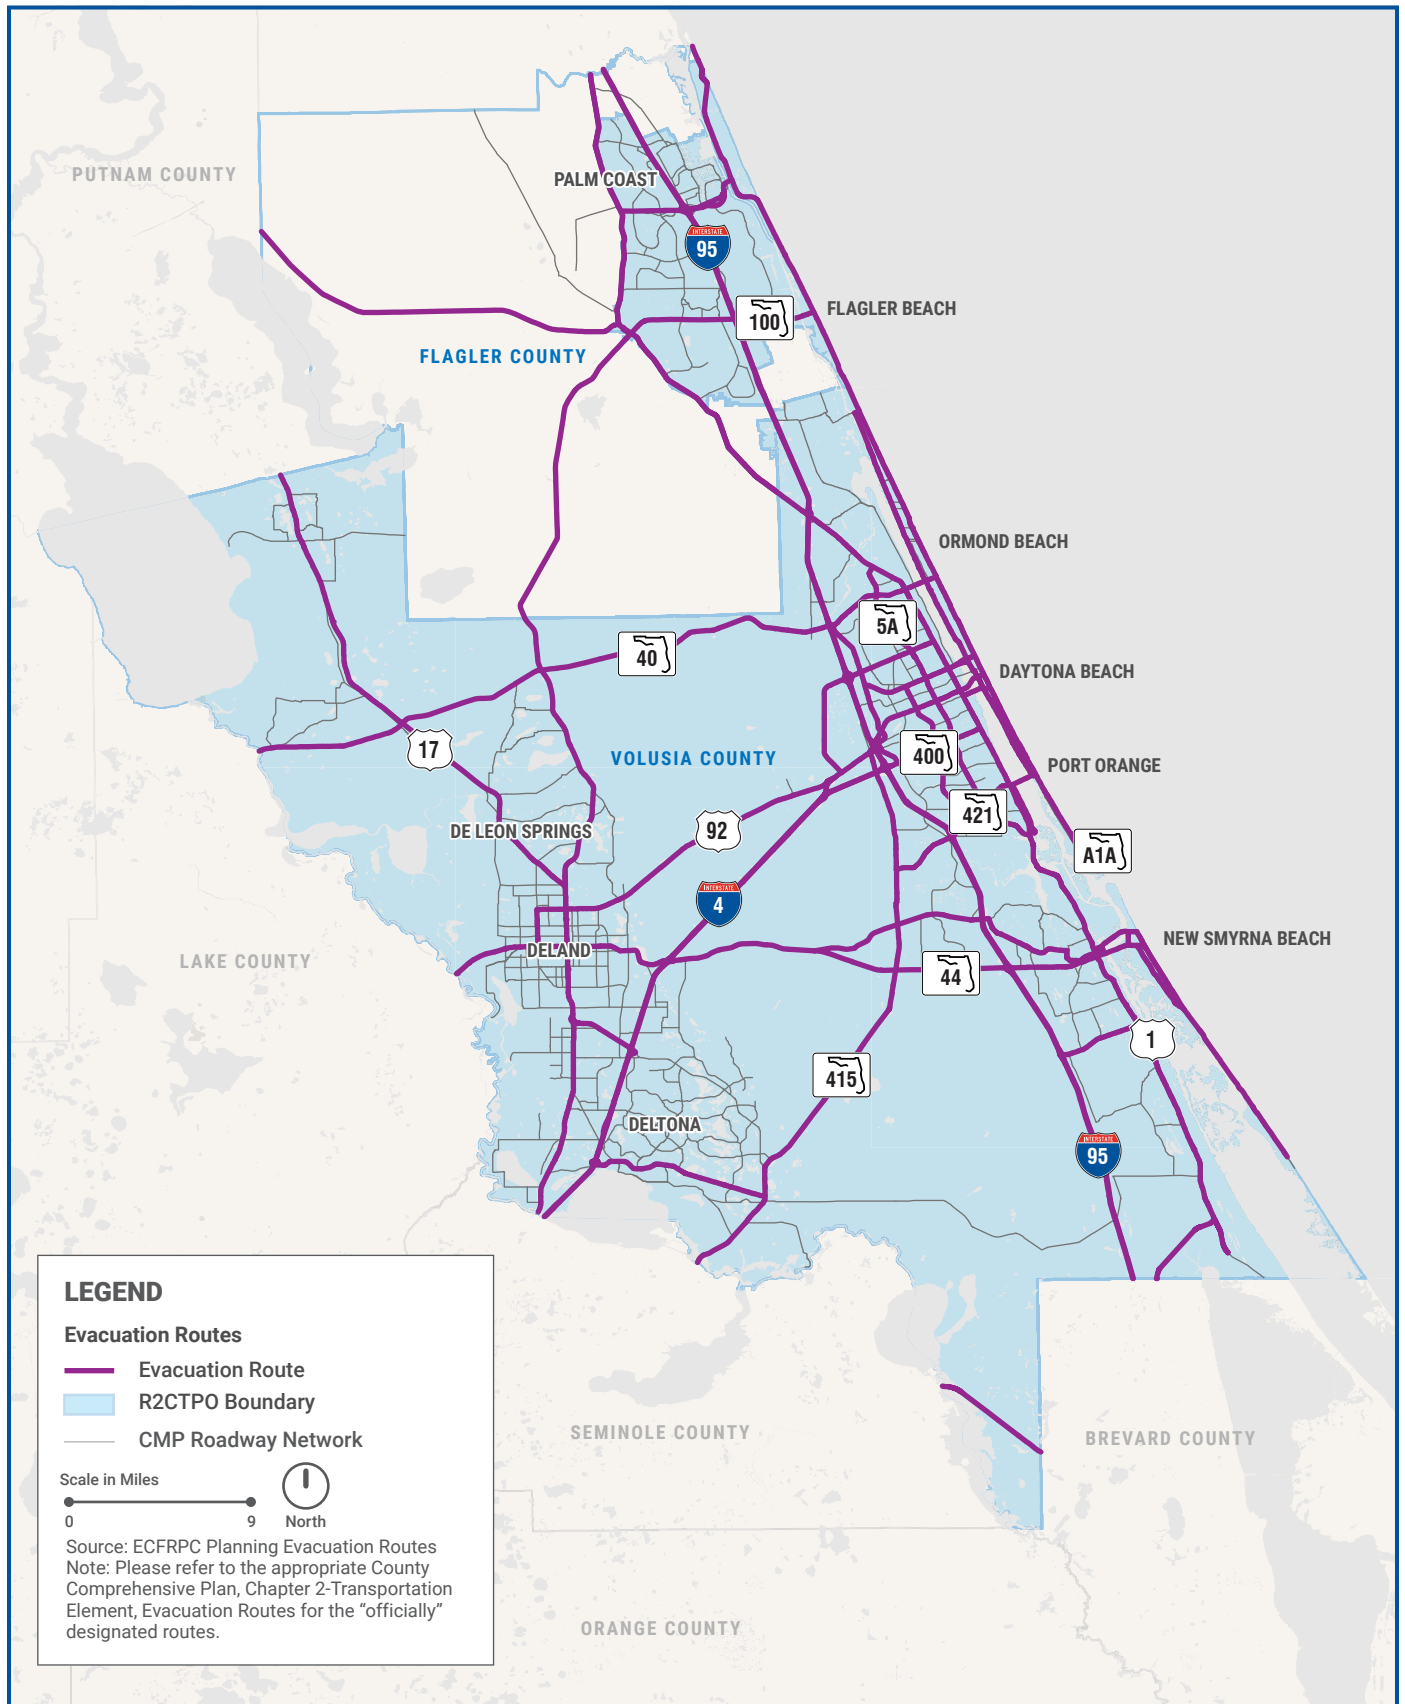 PUTNAM COUNTY
PALM COAST
INTERSTATE
95
100
FLAGLER BEACH
FLAGLER COUNTY
ORMOND BEACH
5A
40
DAYTONA BEACH
17
VOLUSIA COUNTY
400
PORT ORANGE
421
DE LEON SPRINGS
92
A1A
INTERSTATE
4
NEW SMYRNA BEACH
DELAND
LAKE COUNTY
44
1
415
DELTONA
INTERSTATE
95
LEGEND
Evacuation Routes
Evacuation Route
R2CTPO Boundary
CMP Roadway Network
Scale in Miles
0 9 North
Source: ECFRPC Planning Evacuation Routes
Note: Please refer to the appropriate County
Comprehensive Plan, Chapter 2-Transportation
Element, Evacuation Routes for the “officially”
designated routes.
SEMINOLE COUNTY
BREVARD COUNTY
ORANGE COUNTY